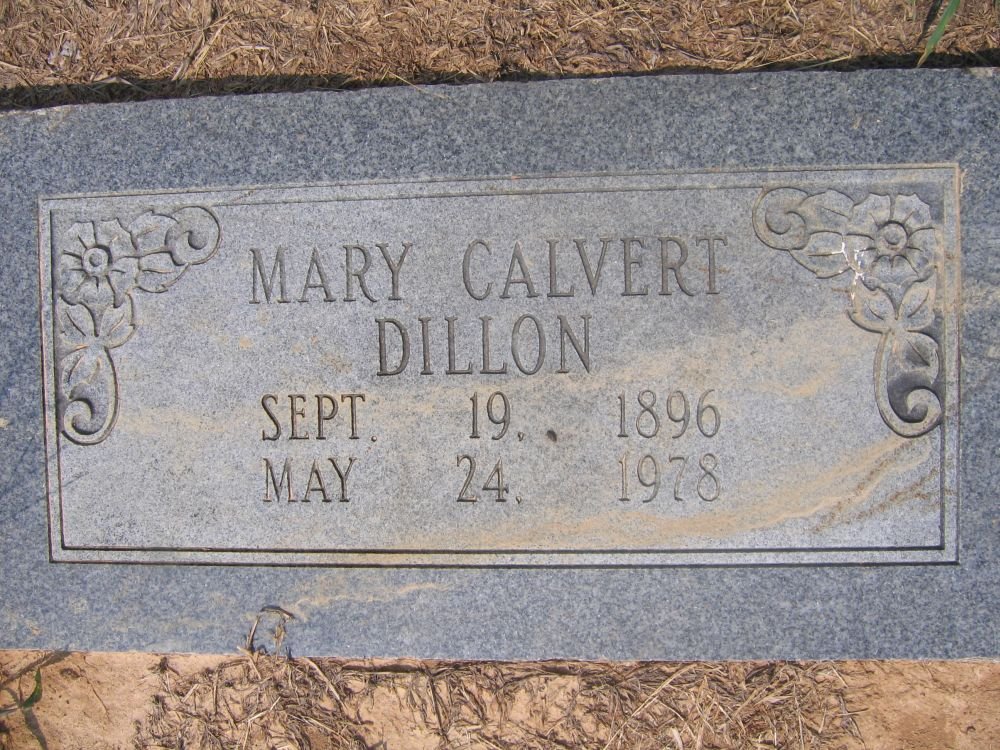 MARY CALVERT
DILLON
SEPT. 19, 1896
MAY 24, 1978